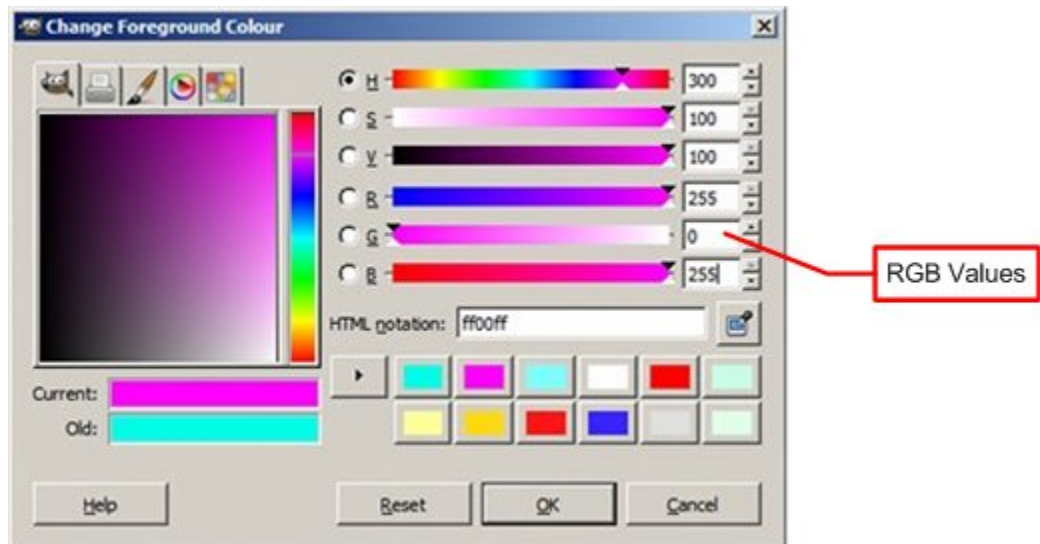 Change Foreground Colour
H 300
S 100
V 100
R 255
G 0
B 255
RGB Values
HTML notation: ff00ff
Current:
Old:
Help
Reset
OK
Cancel